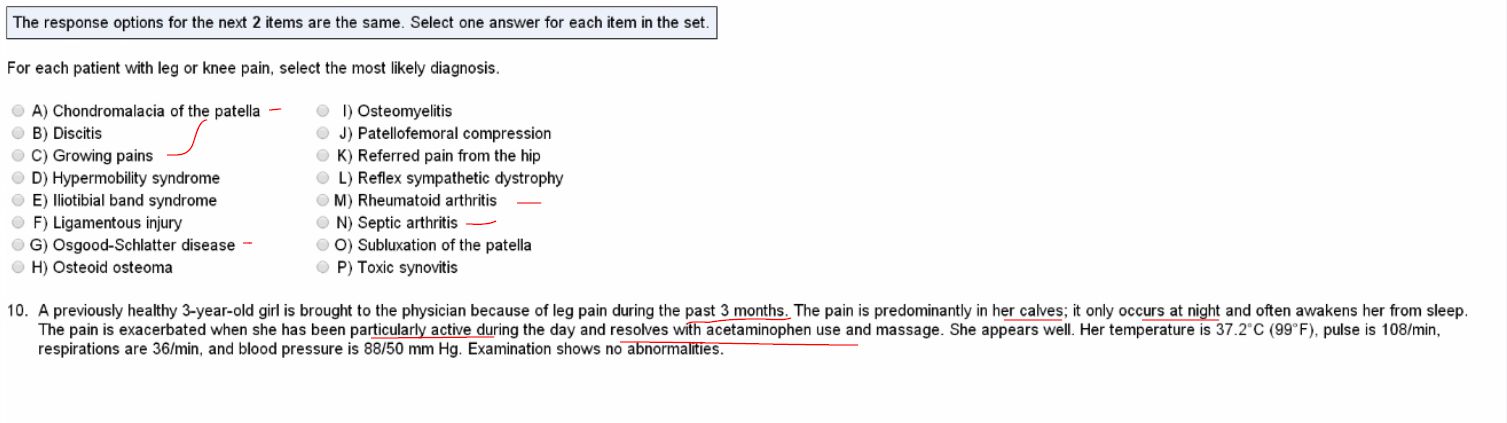 The response options for the next 2 items are the same. Select one answer for each item in the set.
For each patient with leg or knee pain, select the most likely diagnosis.
A) Chondromalacia of the patella
B) Discitis
C) Growing pains
D) Hypermobility syndrome
E) Iliotibial band syndrome
F) Ligamentous injury
G) Osgood-Schlatter disease
H) Osteoid osteoma
I) Osteomyelitis
J) Patellofemoral compression
K) Referred pain from the hip
L) Reflex sympathetic dystrophy
M) Rheumatoid arthritis
N) Septic arthritis
O) Subluxation of the patella
P) Toxic synovitis
10. A previously healthy 3-year-old girl is brought to the physician because of leg pain during the past 3 months. The pain is predominantly in her calves; it only occurs at night and often awakens her from sleep.
The pain is exacerbated when she has been particularly active during the day and resolves with acetaminophen use and massage. She appears well. Her temperature is 37.2°C (99°F), pulse is 108/min,
respirations are 36/min, and blood pressure is 88/50 mm Hg. Examination shows no abnormalities.